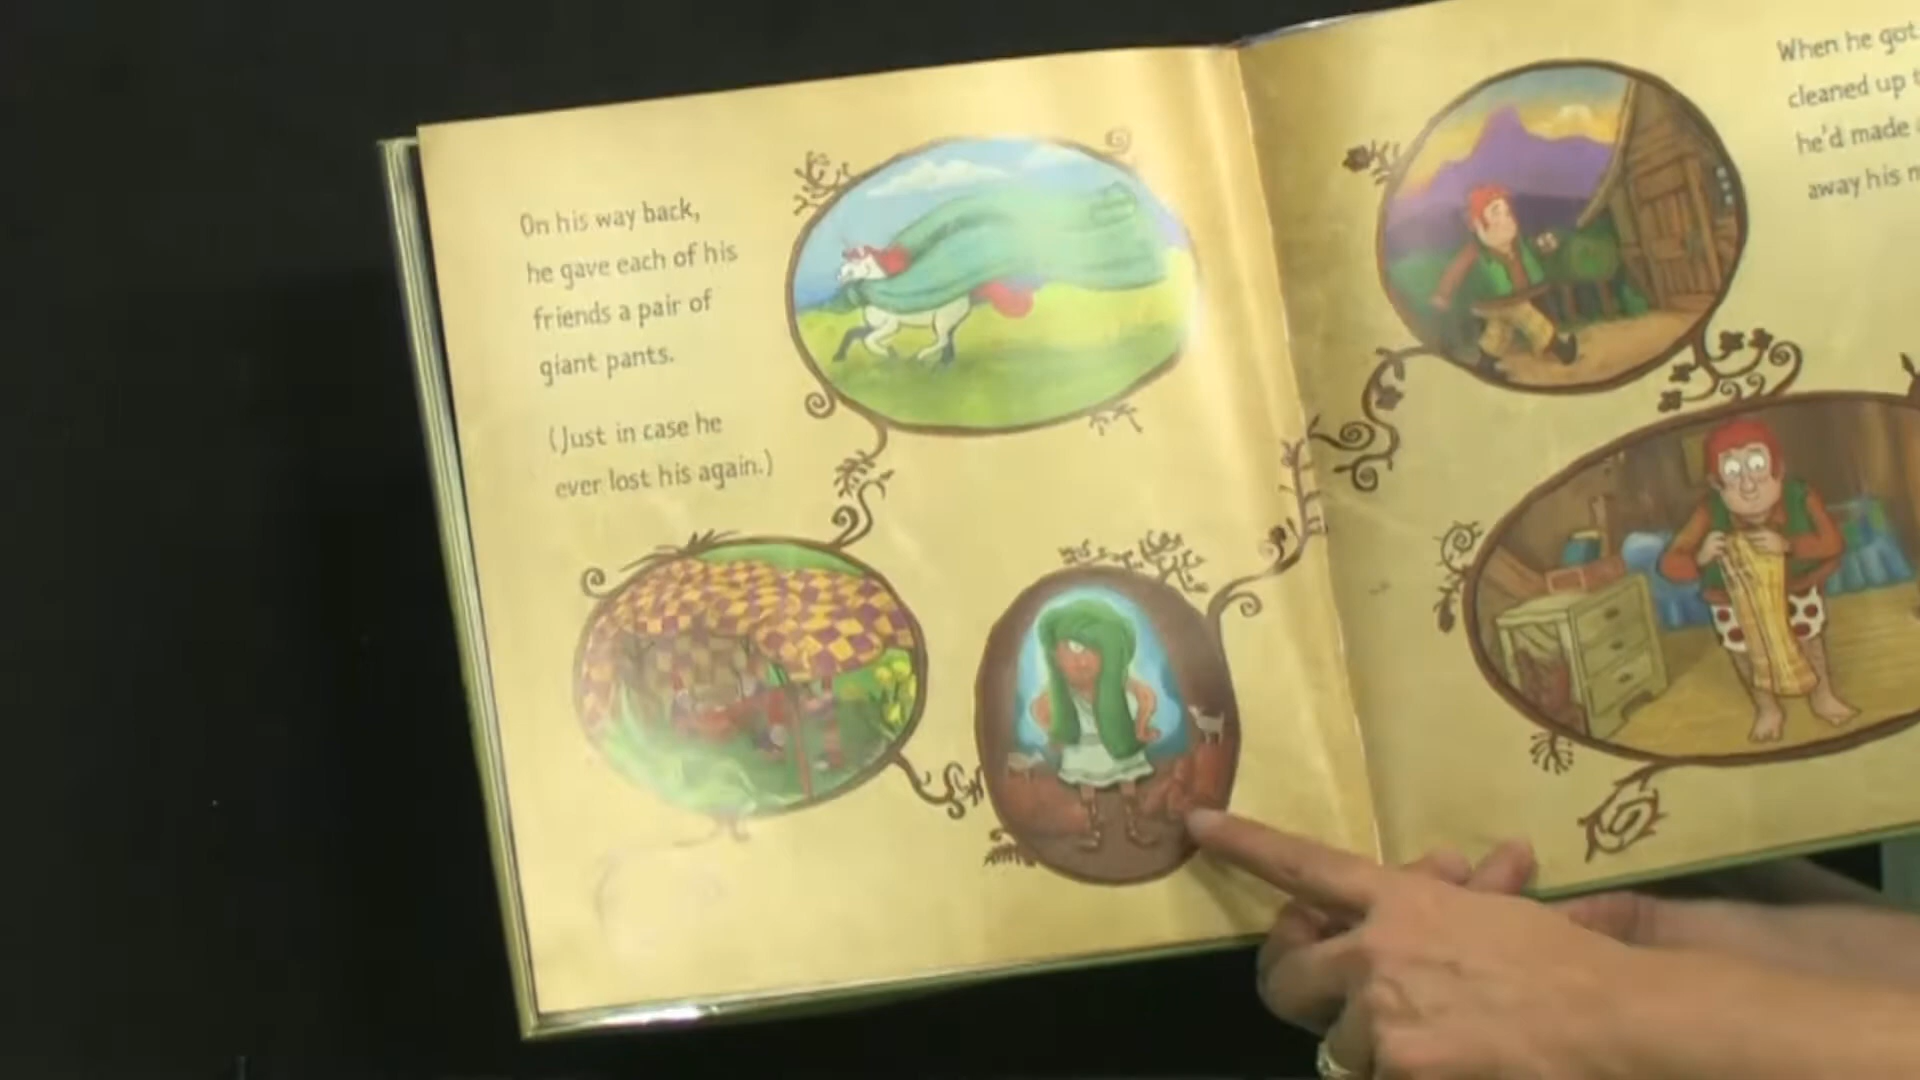 On his way back,
he gave each of his
friends a pair of
giant pants.
(Just in case he
ever lost his again.)
When he got
cleaned up
he'd made
away his